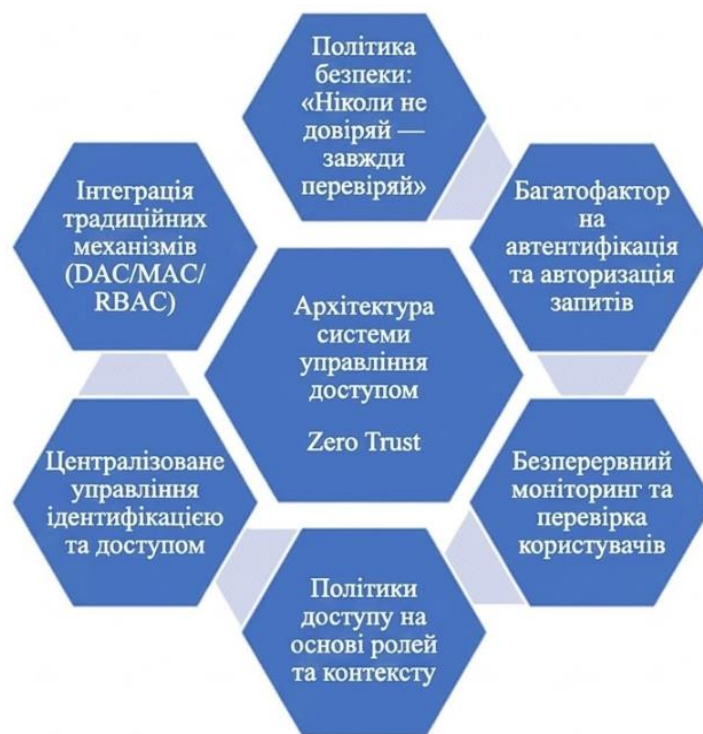 Політика
безпеки:
«Ніколи не
довіряй —
завжди
перевіряй»
Інтеграція
традиційних
механізмів
(DAC/MAC/
RBAC)
Багатофактор
на
автентифікація
та авторизація
запитів
Архітектура
системи
управління
доступом
Zero Trust
Централізоване
управління
ідентифікацією
та доступом
Безперервний
моніторинг та
перевірка
користувачів
Політики
доступу на
основі ролей
та контексту